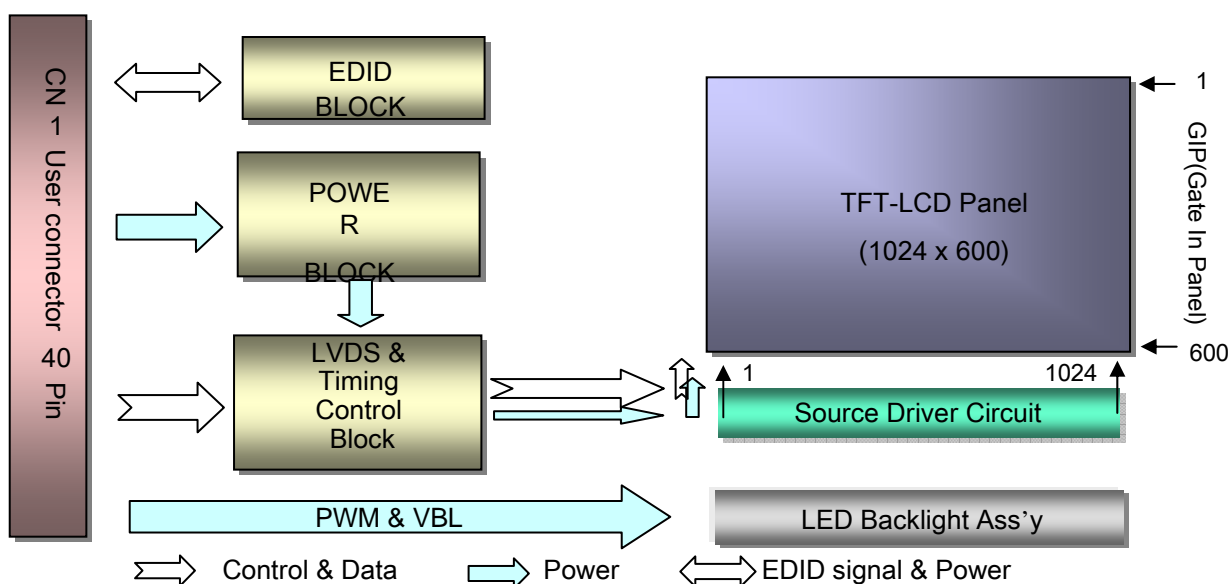 CN 1 User connector 40 Pin
EDID
BLOCK
POWE
R
BLOCK
LVDS &
Timing
Control
Block
TFT-LCD Panel
(1024 x 600)
1
GIP(Gate In Panel)
600
1
1024
Source Driver Circuit
PWM & VBL
LED Backlight Ass’y
Control & Data
Power
EDID signal & Power